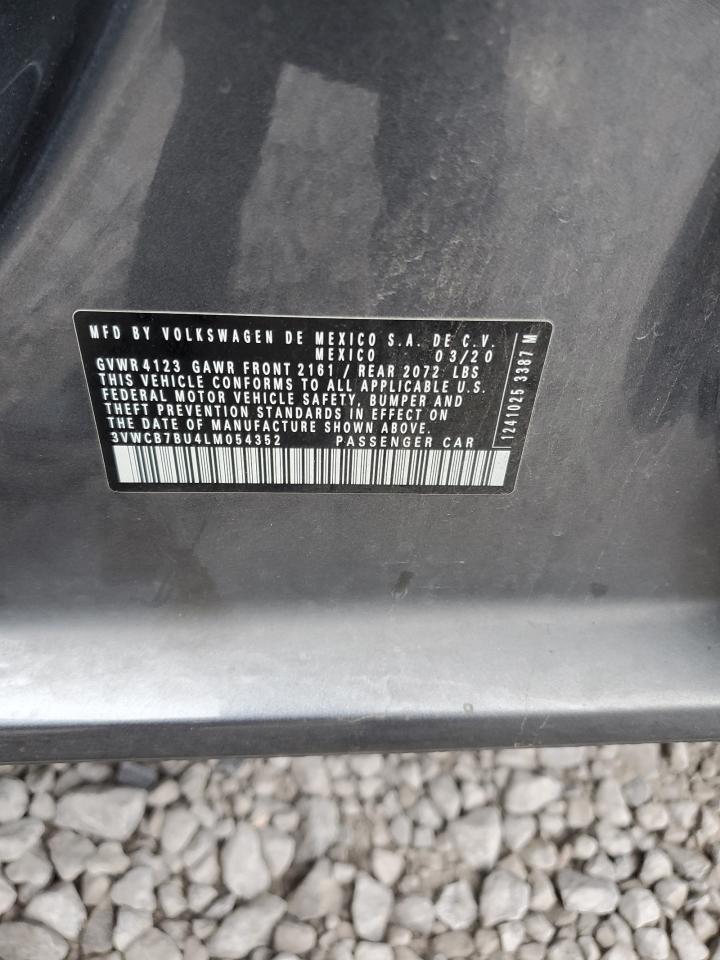 MFD BY VOLKSWAGEN DE MEXICO S.A. DE C.V.
MEXICO 03/20
GVWR 4123 GAWR FRONT 2161 / REAR 2072 LBS
THIS VEHICLE CONFORMS TO ALL APPLICABLE U.S.
FEDERAL MOTOR VEHICLE SAFETY, BUMPER AND
THEFT PREVENTION STANDARDS IN EFFECT ON
THE DATE OF MANUFACTURE SHOWN ABOVE.
3VWCB7BU4LM054352 PASSENGER CAR
1241025 3387 M